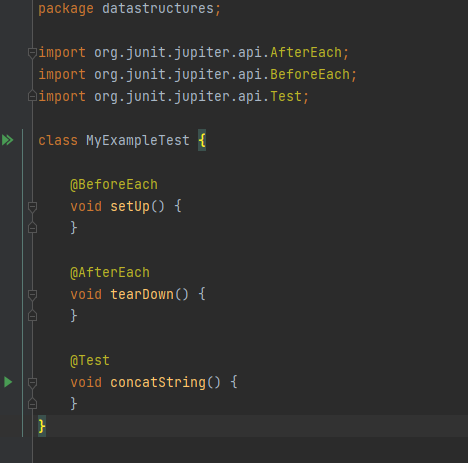 package datastructures;
import org.junit.jupiter.api.AfterEach;
import org.junit.jupiter.api.BeforeEach;
import org.junit.jupiter.api.Test;
class MyExampleTest {
@BeforeEach
void setUp() {
}
@AfterEach
void tearDown() {
}
@Test
void concatString() {
}
}